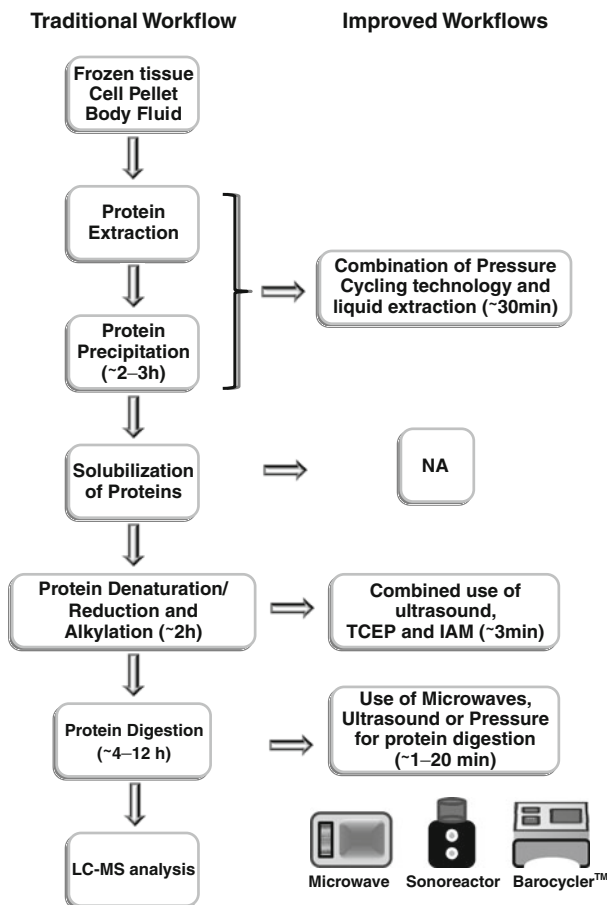 Traditional Workflow
Improved Workflows
Frozen tissue
Cell Pellet
Body Fluid
Protein
Extraction
Protein
Precipitation
(~2–3h)
Combination of Pressure
Cycling technology and
liquid extraction (~30min)
Solubilization
of Proteins
NA
Protein Denaturation/
Reduction and
Alkylation (~2h)
Combined use of
ultrasound,
TCEP and IAM (~3min)
Protein Digestion
(~4–12 h)
Use of Microwaves,
Ultrasound or Pressure
for protein digestion
(~1–20 min)
LC-MS analysis
Microwave
Sonoreactor
Barocycler™